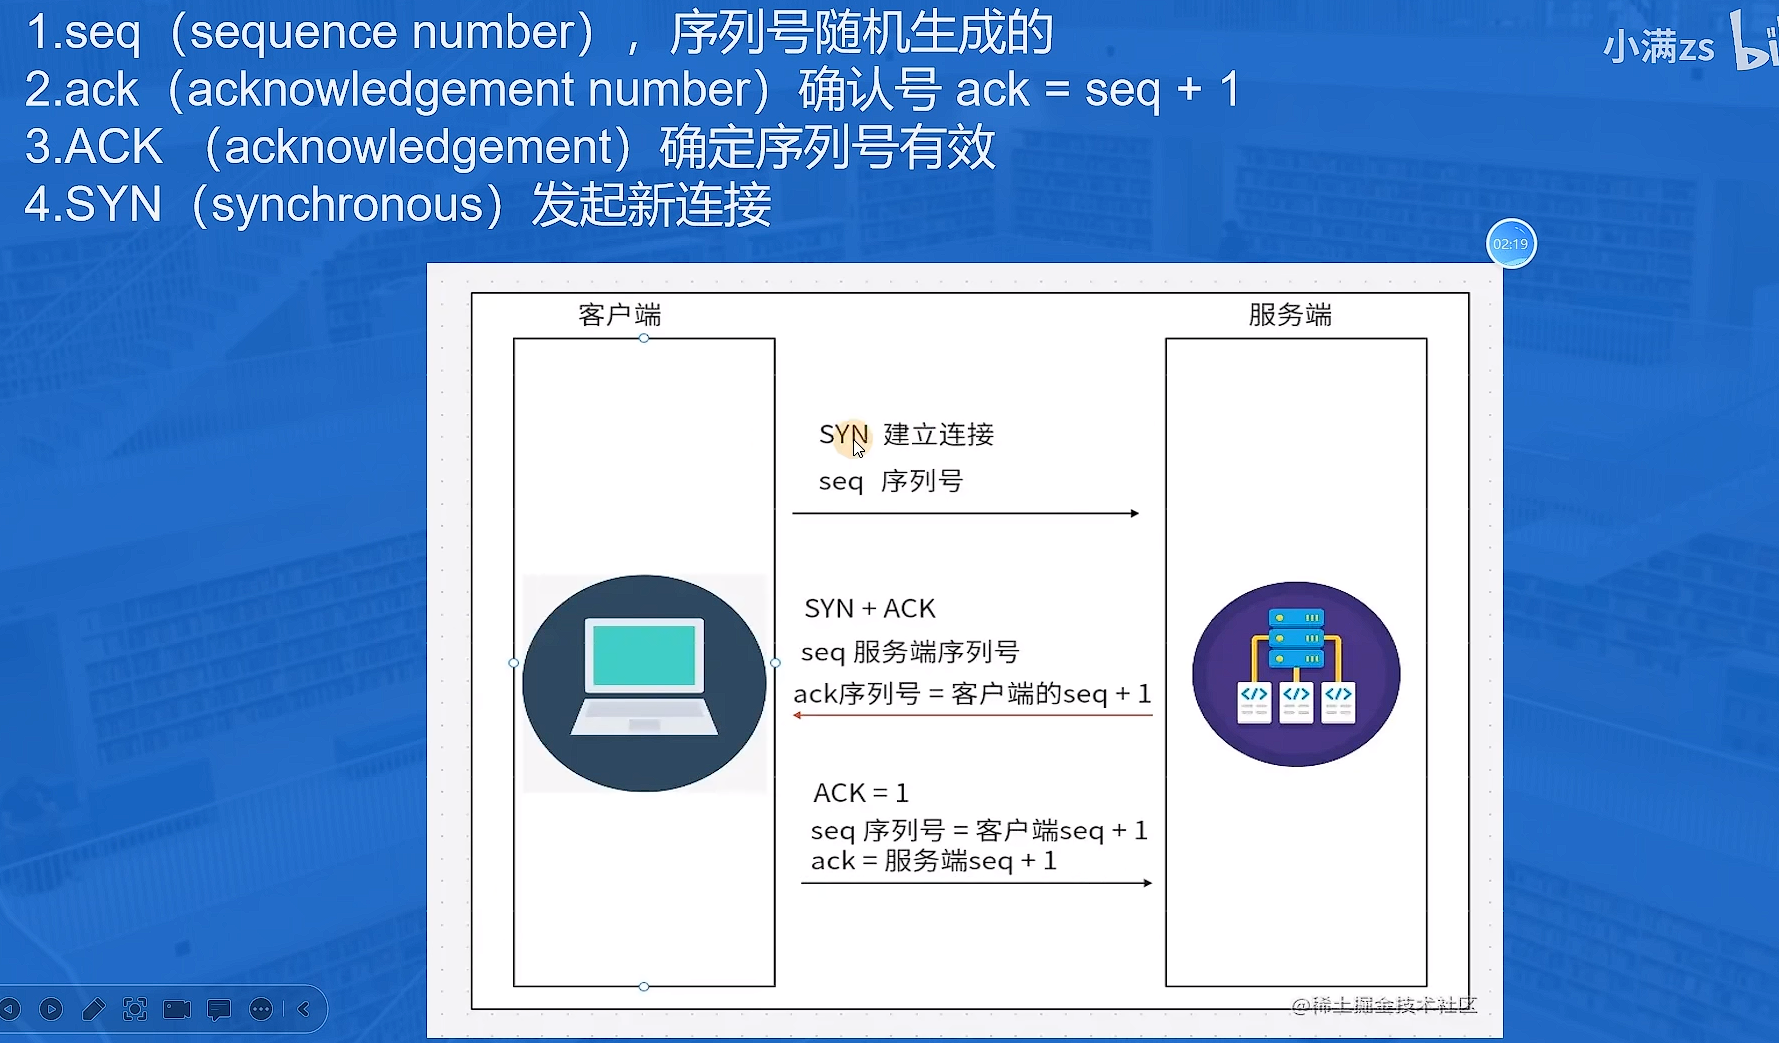 1.seq（sequence number），序列号随机生成的
2.ack（acknowledgement number）确认号 ack = seq + 1
3.ACK （acknowledgement）确定序列号有效
4.SYN（synchronous）发起新连接
小满zs
02:19
客户端
服务端
SYN 建立连接
seq 序列号
SYN + ACK
seq 服务端序列号
ack序列号 = 客户端的seq + 1
ACK = 1
seq 序列号 = 客户端seq + 1
ack = 服务端seq + 1
@稀土掘金技术社区